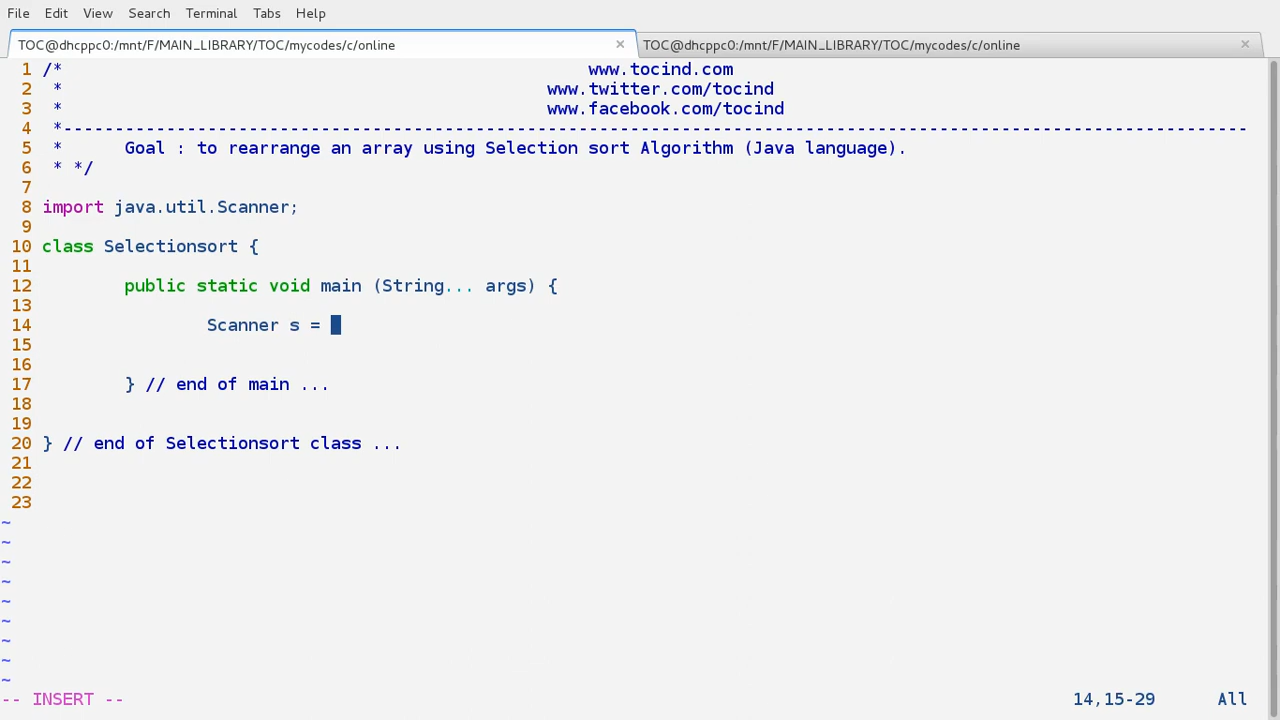 File Edit View Search Terminal Tabs Help
TOC@dhcppc0:/mnt/F/MAIN_LIBRARY/TOC/mycodes/c/online × TOC@dhcppc0:/mnt/F/MAIN_LIBRARY/TOC/mycodes/c/online ×
1 /* www.tocind.com
2 * www.twitter.com/tocind
3 * www.facebook.com/tocind
4 *-------------------------------------------------------------------------------------------------------------------
5 * Goal : to rearrange an array using Selection sort Algorithm (Java language).
6 * */
7
8 import java.util.Scanner;
9
10 class Selectionsort {
11
12 public static void main (String... args) {
13
14 Scanner s =
15
16
17 } // end of main ...
18
19
20 } // end of Selectionsort class ...
21
22
23
~
~
~
~
~
~
~
~
~
-- INSERT -- 14,15-29 All